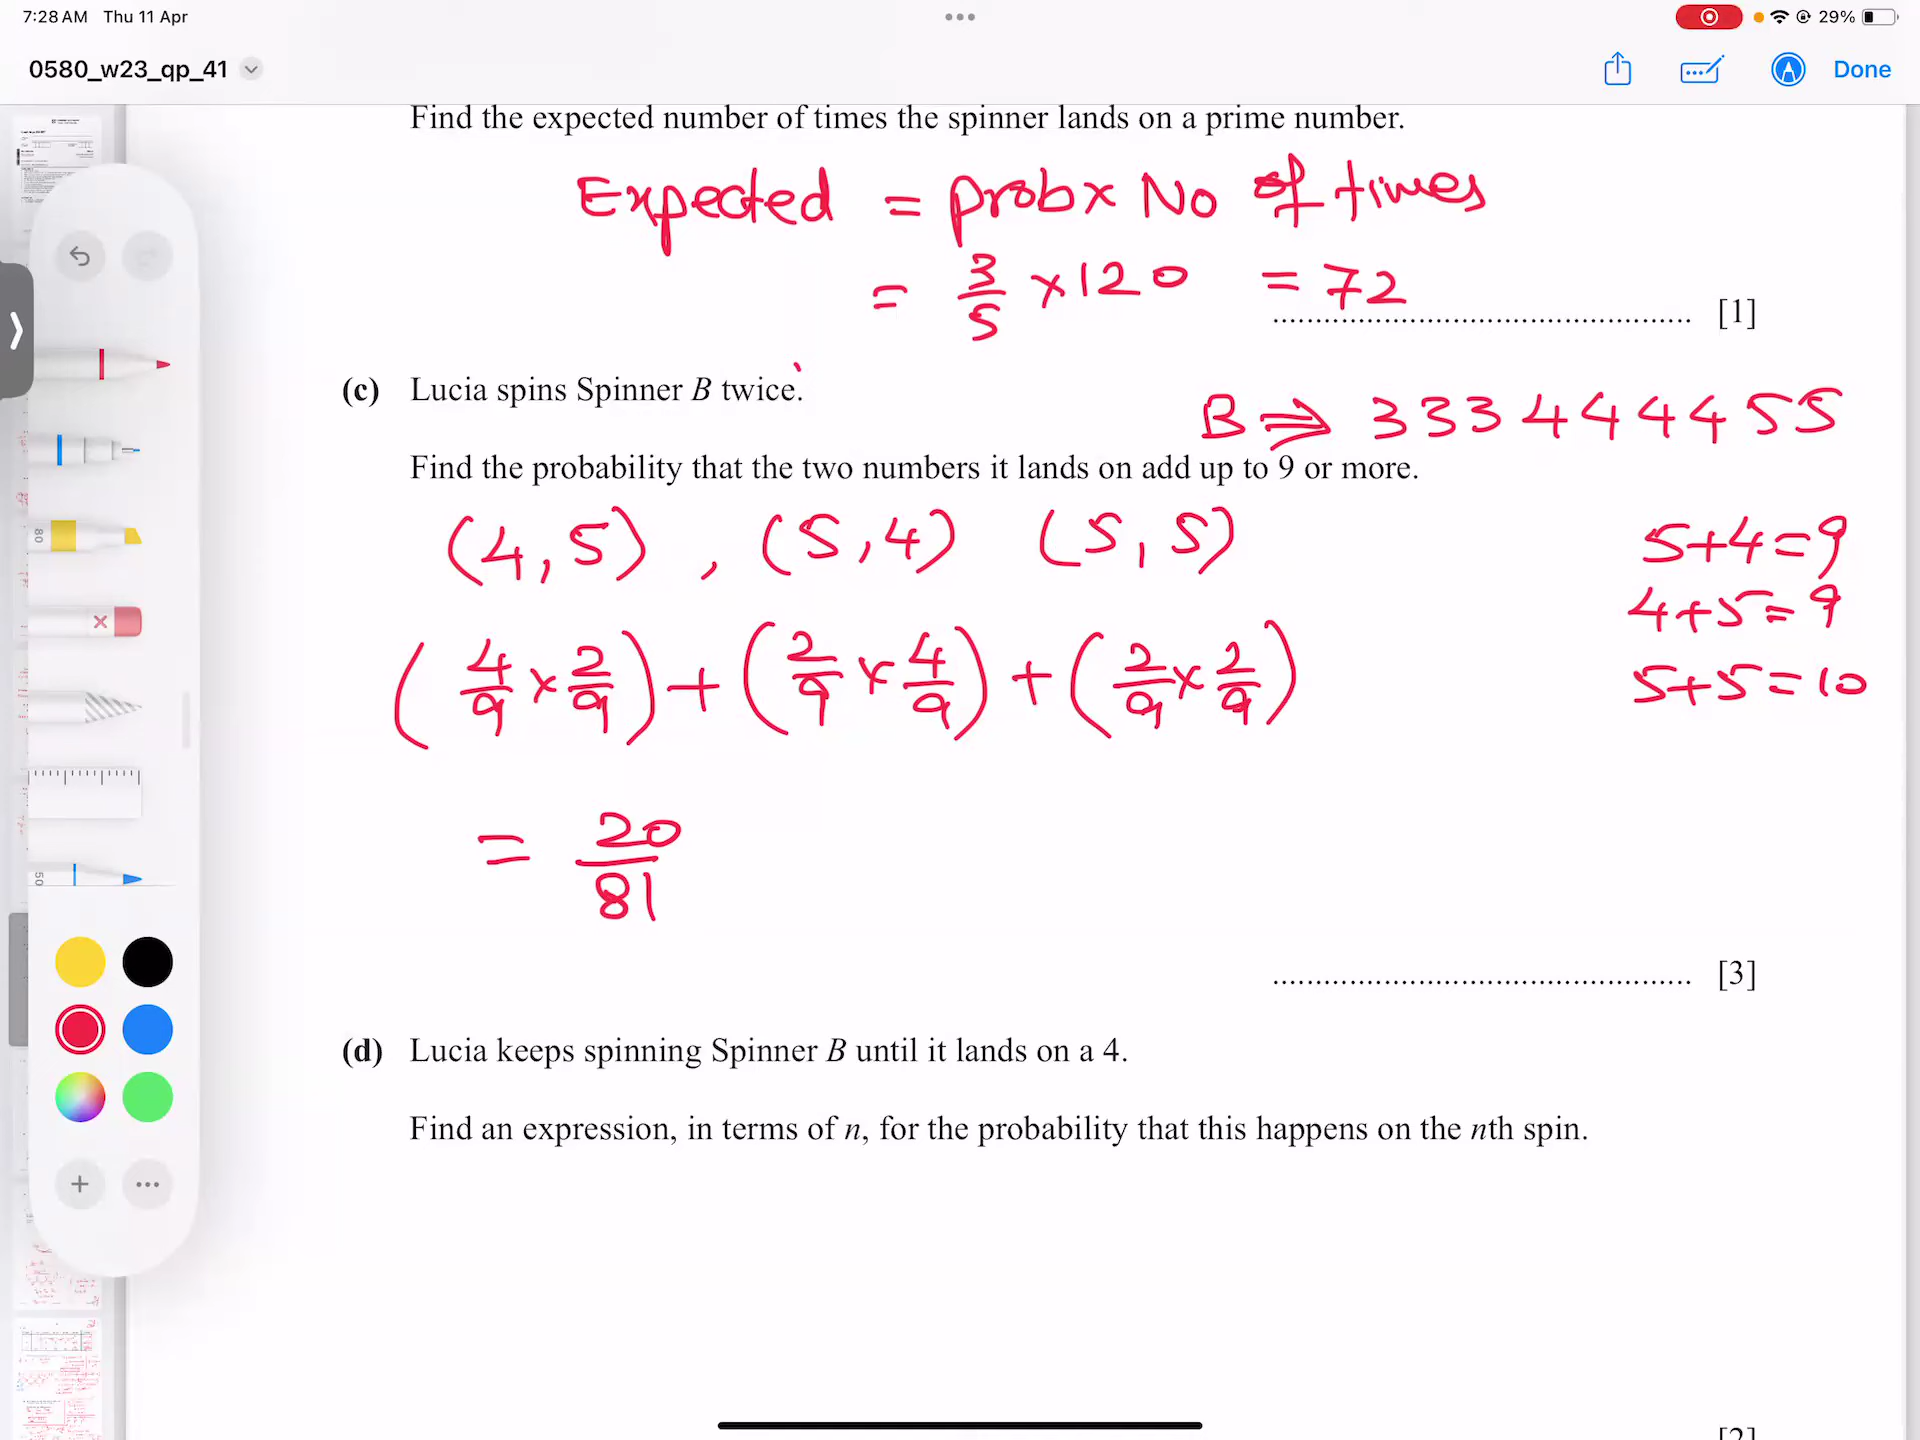 7:28 AM Thu 11 Apr
29%
0580_w23_qp_41
Done
Find the expected number of times the spinner lands on a prime number.
Expected = prob x No of times
= 3/5 x 120 = 72
[1]
(c) Lucia spins Spinner B twice.
B ⇒ 3 3 3 4 4 4 4 5 5
Find the probability that the two numbers it lands on add up to 9 or more.
(4,5) , (5,4) (5,5)
5+4=9
4+5=9
5+5=10
(4/9 x 2/9) + (2/9 x 4/9) + (2/9 x 2/9)
= 20/81
[3]
(d) Lucia keeps spinning Spinner B until it lands on a 4.
Find an expression, in terms of n, for the probability that this happens on the nth spin.
80
50